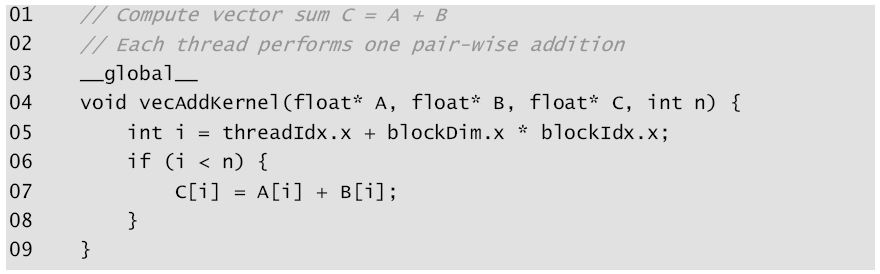 01 // Compute vector sum C = A + B
02 // Each thread performs one pair-wise addition
03 __global__
04 void vecAddKernel(float* A, float* B, float* C, int n) {
05     int i = threadIdx.x + blockDim.x * blockIdx.x;
06     if (i < n) {
07         C[i] = A[i] + B[i];
08     }
09 }